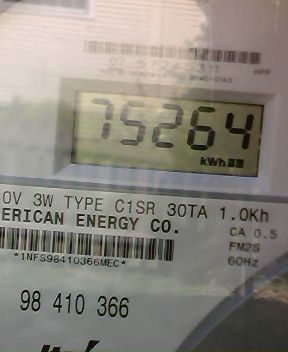 75264
kWh
0V 3W TYPE C1SR 30TA 1.0Kh
ERICAN ENERGY CO.
CA 0.5
FM2S
60Hz
*1NFS98410366MEC*
98 410 366